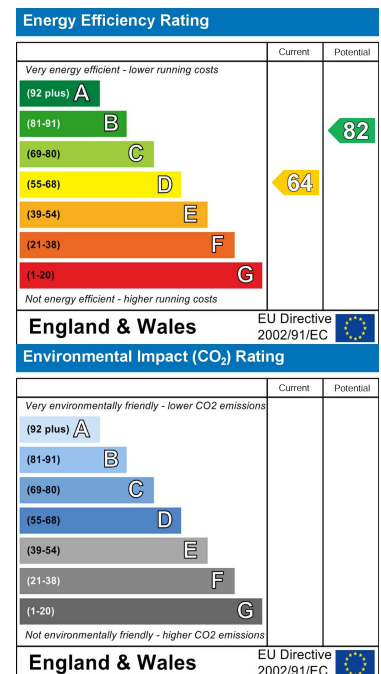 Energy Efficiency Rating
Current Potential
Very energy efficient - lower running costs
(92 plus) A
(81-91) B
82
(69-80) C
(55-68) D
64
(39-54) E
(21-38) F
(1-20) G
Not energy efficient - higher running costs
England & Wales
EU Directive
2002/91/EC
Environmental Impact (CO₂) Rating
Current Potential
Very environmentally friendly - lower CO2 emissions
(92 plus) A
(81-91) B
(69-80) C
(55-68) D
(39-54) E
(21-38) F
(1-20) G
Not environmentally friendly - higher CO2 emissions
England & Wales
EU Directive
2002/91/EC